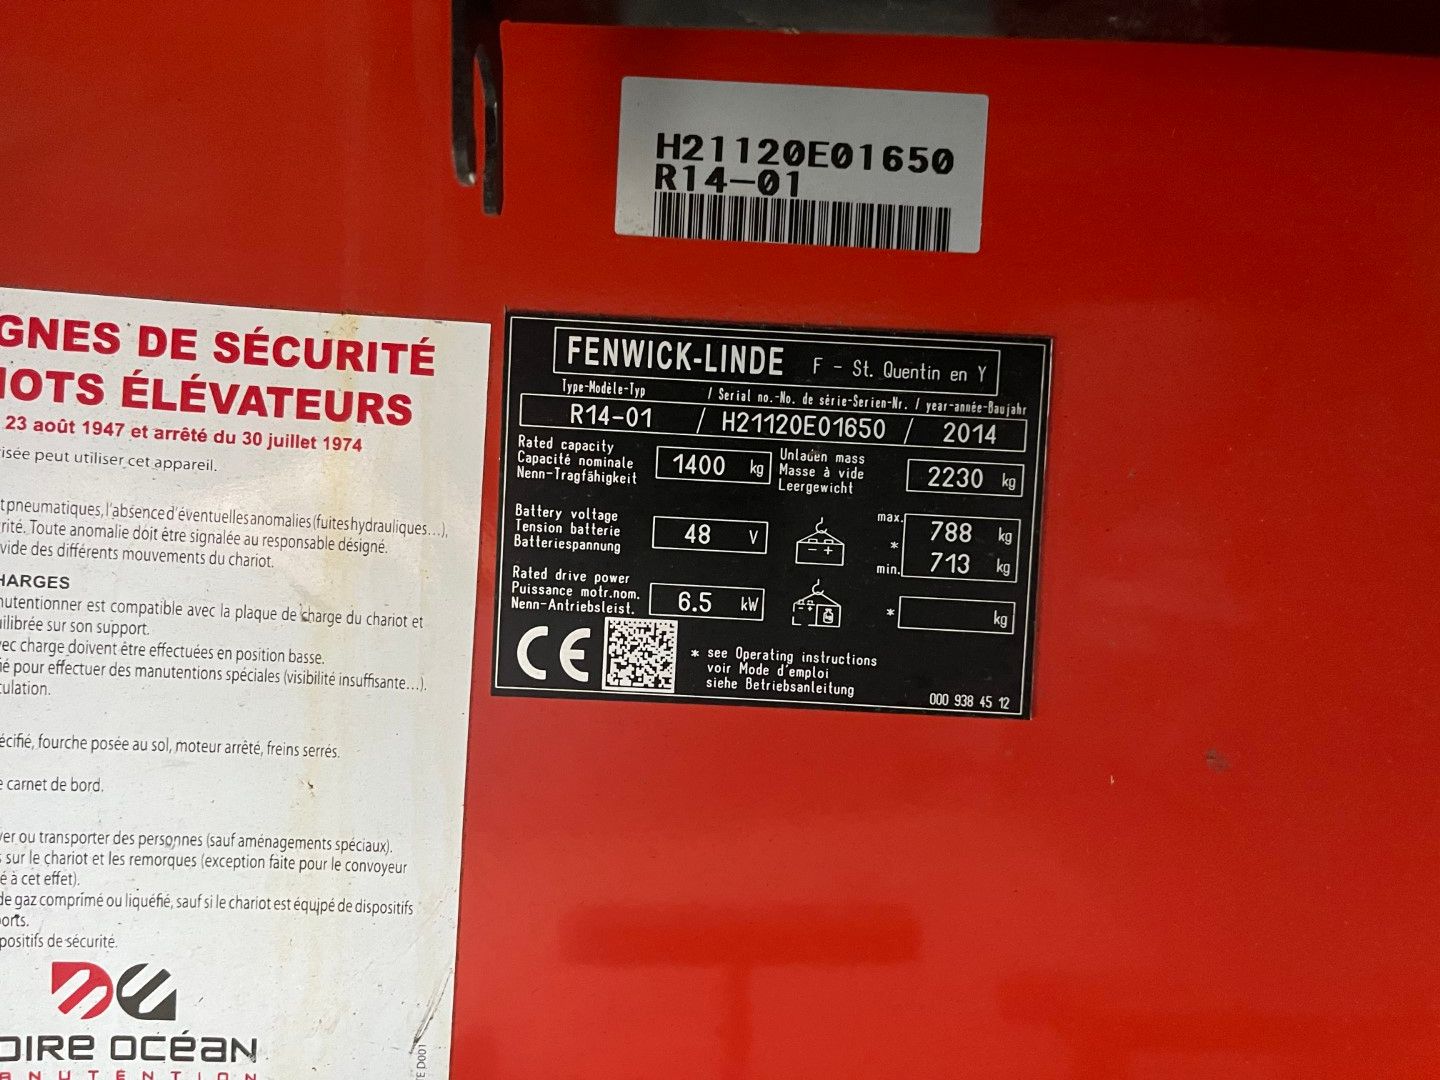 H21120E01650
R14-01
GNES DE SÉCURITÉ
IOTS ÉLÉVATEURS
23 août 1947 et arrêté du 30 juillet 1974
isée peut utiliser cet appareil.
t pneumatiques, l'absence d'éventuelles anomalies (fuites hydrauliques...),
rité. Toute anomalie doit être signalée au responsable désigné.
vide des différents mouvements du chariot.
HARGES
nutentionner est compatible avec la plaque de charge du chariot et
uilibrée sur son support.
vec charge doivent être effectuées en position basse.
ié pour effectuer des manutentions spéciales (visibilité insuffisante...).
culation.
écifié, fourche posée au sol, moteur arrêté, freins serrés.
e carnet de bord.
ver ou transporter des personnes (sauf aménagements spéciaux).
s sur le chariot et les remorques (exception faite pour le convoyeur
é à cet effet).
de gaz comprimé ou liquéfié, sauf si le chariot est équipé de dispositifs
ports.
positifs de sécurité.
OIRE OCÉAN
ANUTENTION
TE D001
FENWICK-LINDE F - St. Quentin en Y
Type-Modèle-Typ / Serial no.-No. de série-Serien-Nr. / year-année-Baujahr
R14-01 / H21120E01650 / 2014
Rated capacity
Capacité nominale
Nenn-Tragfähigkeit
1400 kg
Unladen mass
Masse à vide
Leergewicht
2230 kg
Battery voltage
Tension batterie
Batteriespannung
48 V
max. 788 kg
*
min. 713 kg
Rated drive power
Puissance motr.nom.
Nenn-Antriebsleist.
6.5 kW
* kg
CE
* see Operating instructions
voir Mode d'emploi
siehe Betriebsanleitung
000 938 45 12